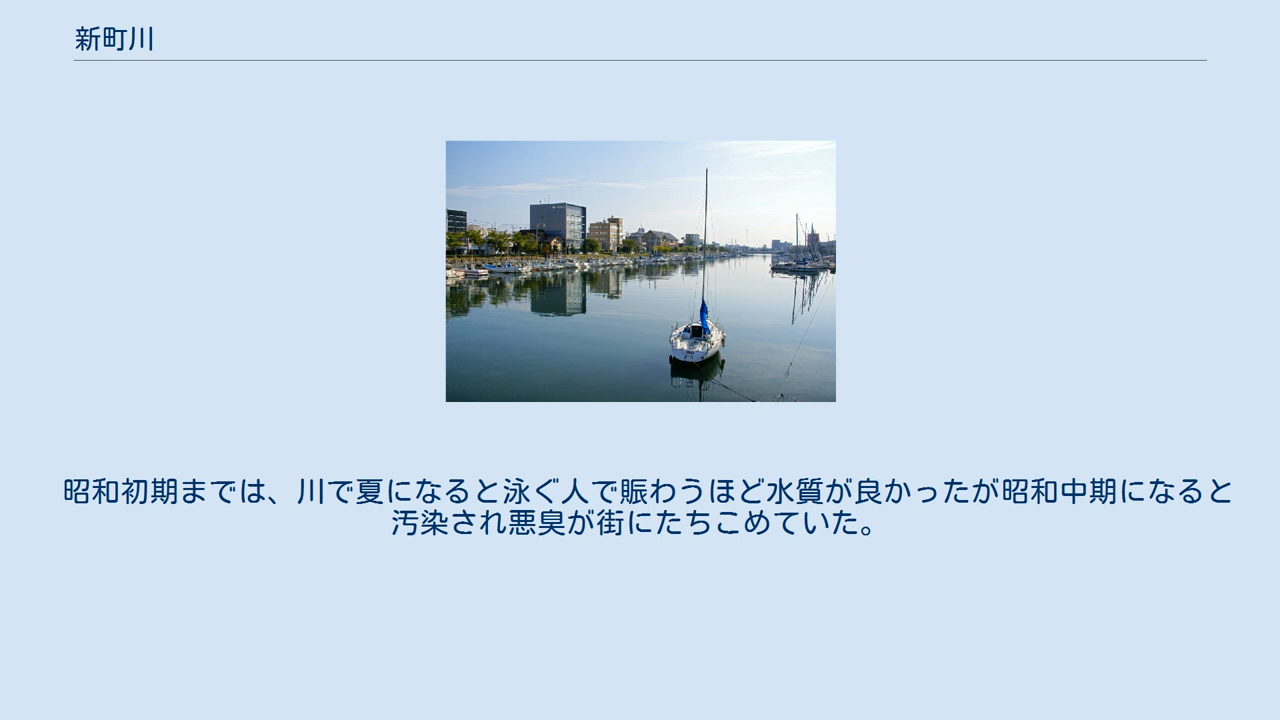 新町川
昭和初期までは、川で夏になると泳ぐ人で賑わうほど水質が良かったが昭和中期になると
汚染され悪臭が街にたちこめていた。